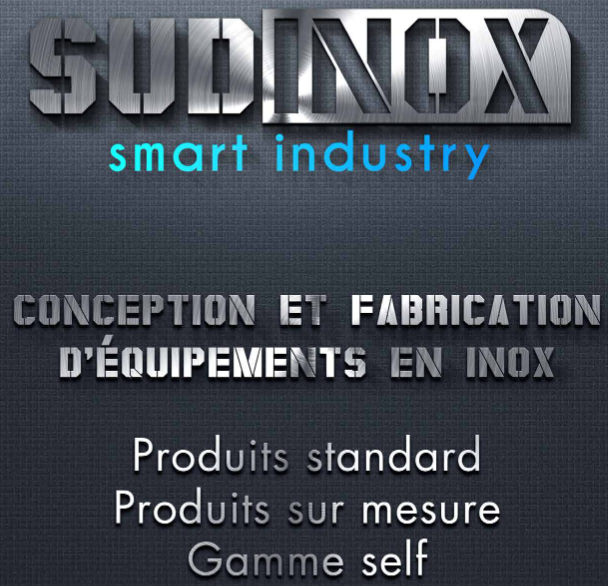 SUDINOX
smart industry
CONCEPTION ET FABRICATION
D'ÉQUIPEMENTS EN INOX
Produits standard
Produits sur mesure
Gamme self